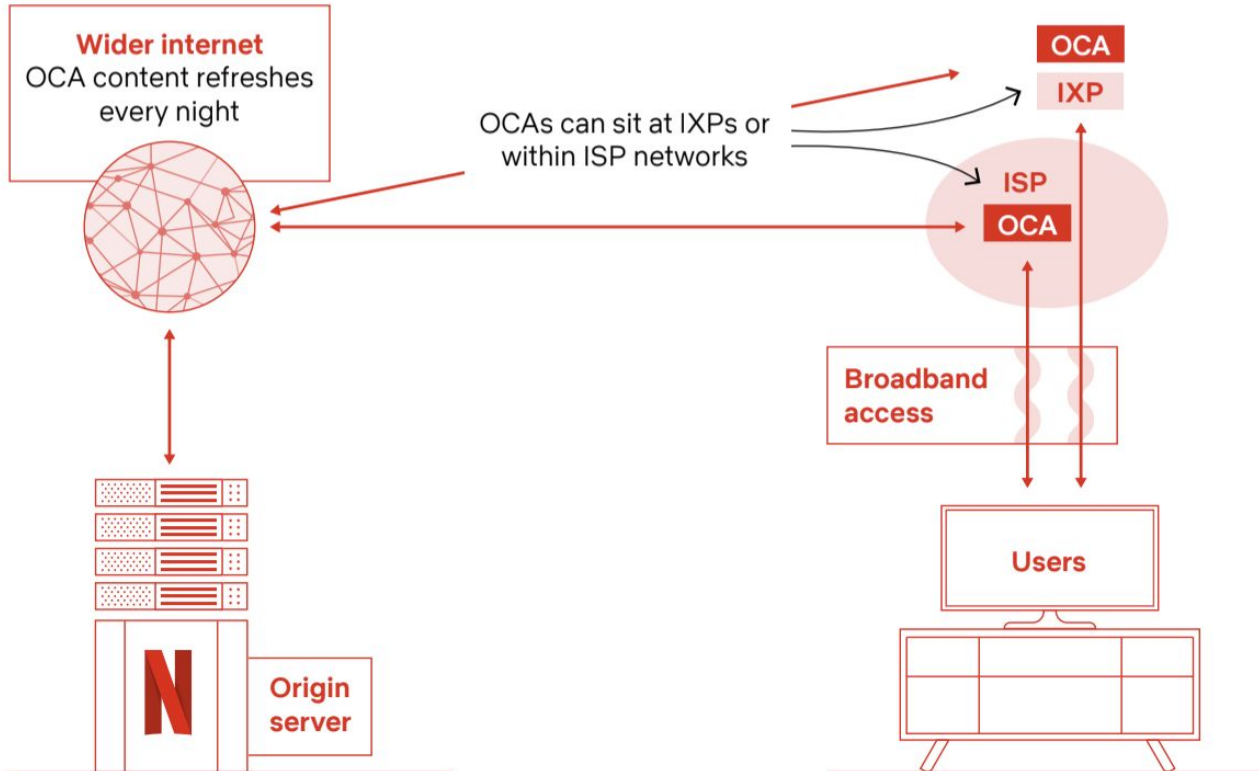 Wider internet
OCA content refreshes
every night
OCAs can sit at IXPs or
within ISP networks
OCA
IXP
ISP
OCA
Broadband
access
Users
N
Origin
server